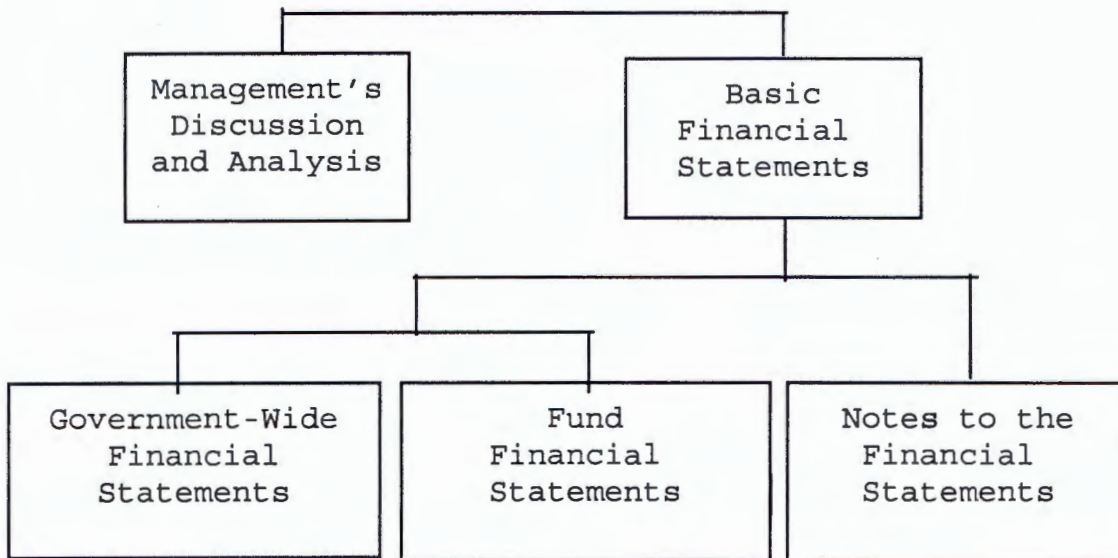 Management's
Discussion
and Analysis
Basic
Financial
Statements
Government-Wide
Financial
Statements
Fund
Financial
Statements
Notes to the
Financial
Statements